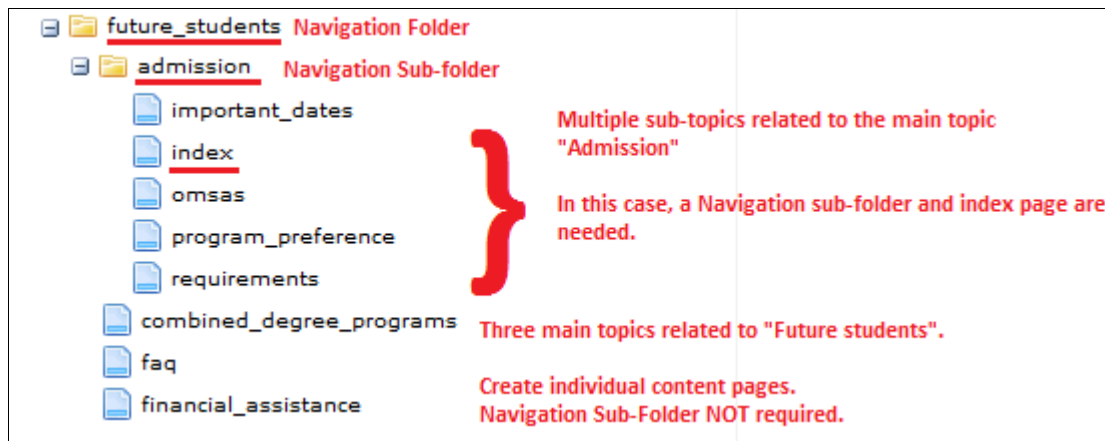 future_students Navigation Folder
admission Navigation Sub-folder
important_dates
index
omsas
program_preference
requirements
Multiple sub-topics related to the main topic
"Admission"
In this case, a Navigation sub-folder and index page are
needed.
combined_degree_programs
faq
financial_assistance
Three main topics related to "Future students".
Create individual content pages.
Navigation Sub-Folder NOT required.